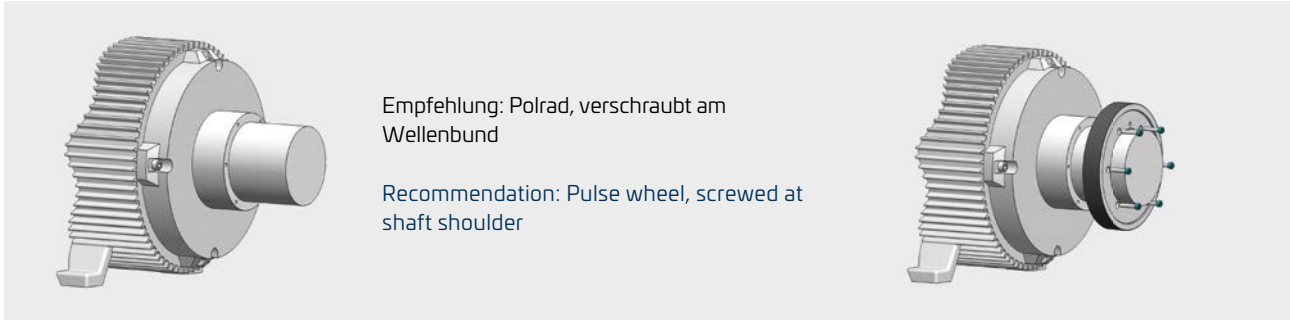 Empfehlung: Polrad, verschraubt am
Wellenbund
Recommendation: Pulse wheel, screwed at
shaft shoulder